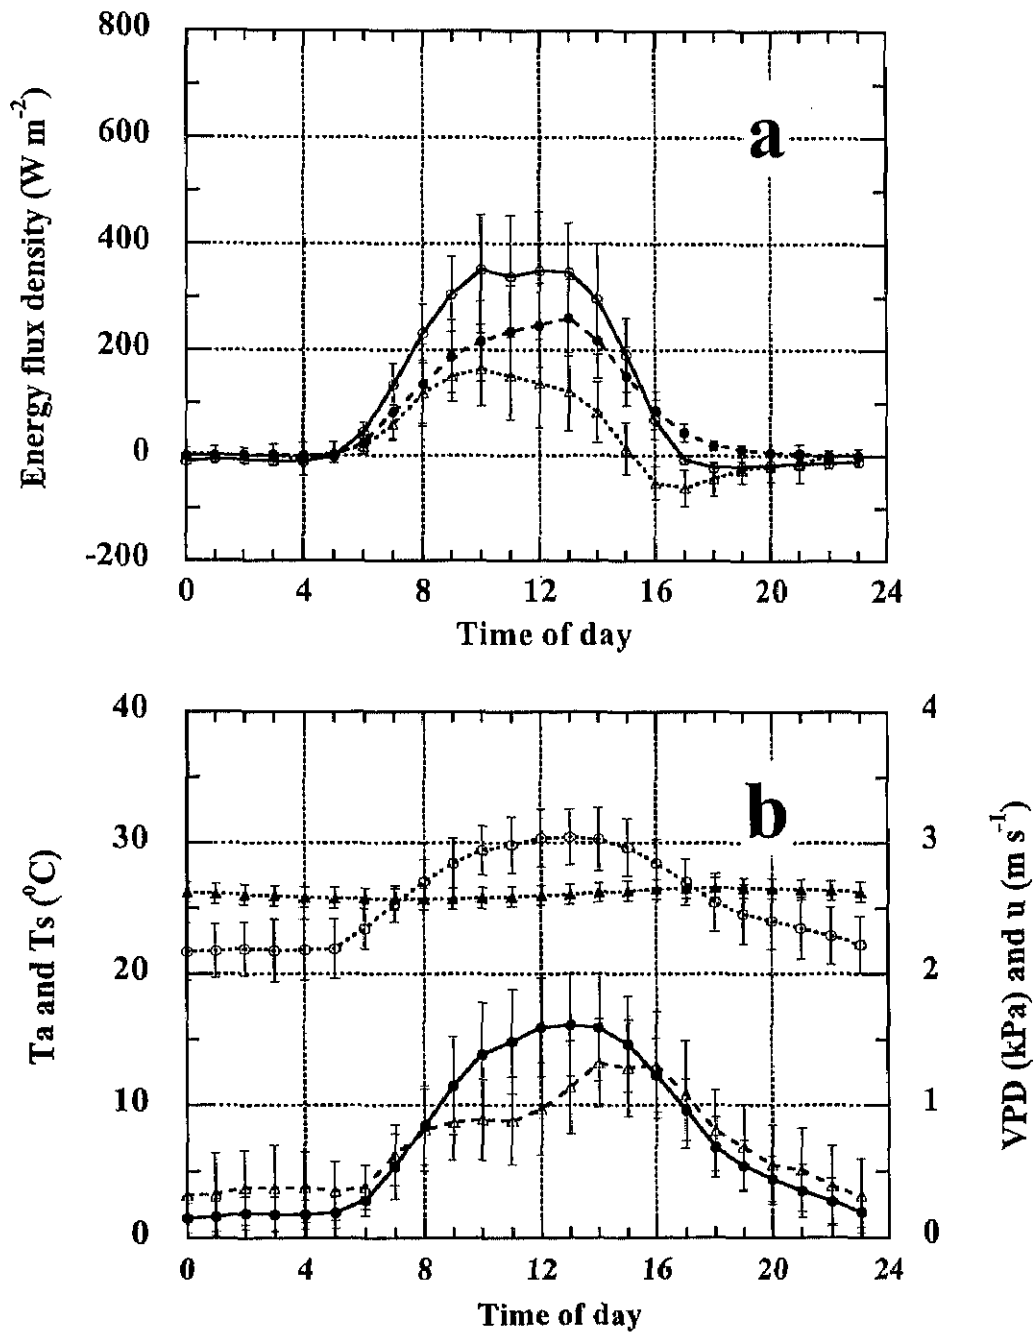 800
600
400
200
0
-200
Energy flux density (W m⁻²)
a
0 4 8 12 16 20 24
Time of day
40
30
20
10
0
Ta and Ts (⁰C)
b
4
3
2
1
0
VPD (kPa) and u (m s⁻¹)
0 4 8 12 16 20 24
Time of day